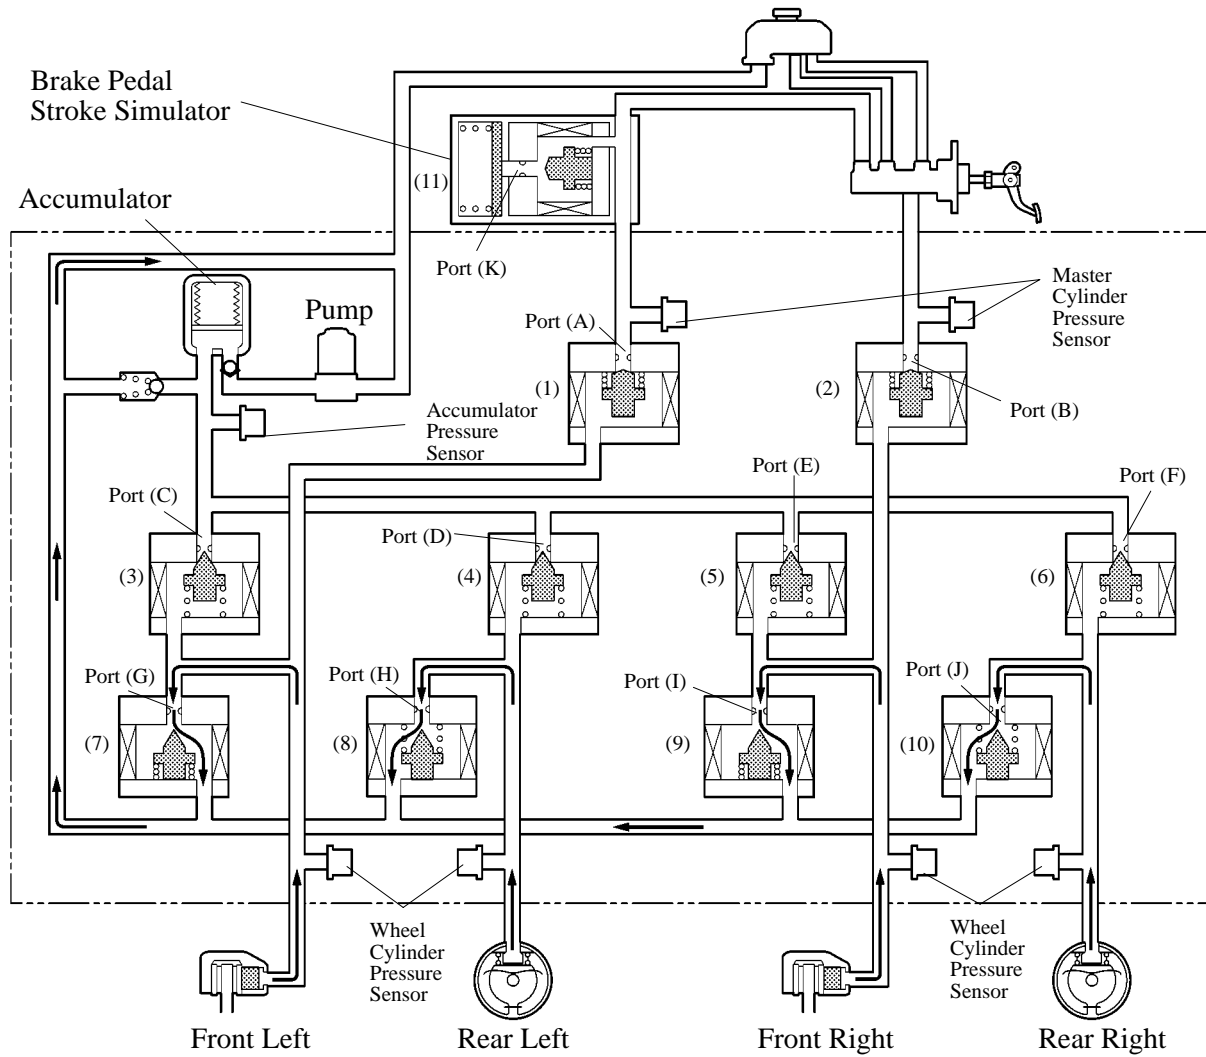 Brake Pedal
Stroke Simulator
(11)
Accumulator
Port (K)
Pump
Master
Cylinder
Pressure
Sensor
Port (A)
(1)
(2)
Port (B)
Accumulator
Pressure
Sensor
Port (E)
Port (F)
Port (C)
Port (D)
(3)
(4)
(5)
(6)
Port (G)
Port (H)
Port (I)
Port (J)
(7)
(8)
(9)
(10)
Wheel
Cylinder
Pressure
Sensor
Wheel
Cylinder
Pressure
Sensor
Front Left
Rear Left
Front Right
Rear Right